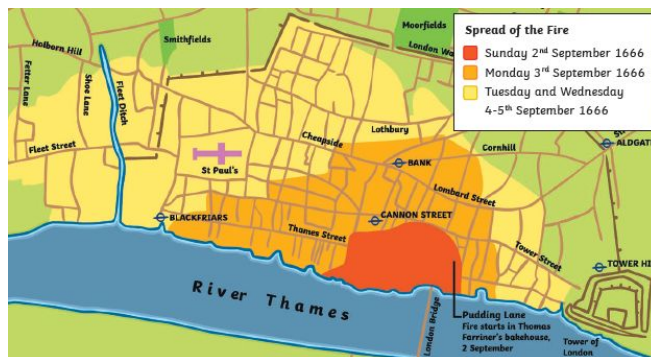 Moorfields
London Wa
Smithfields
Holborn Hill
Fetter Lane
Shoe Lane
Fleet Ditch
Fleet Street
St Paul's
Cheapside
Lothbury
BANK
Cornhill
Lombard Street
ALDGAT
BLACKFRIARS
CANNON STREET
Thames Street
Tower Street
TOWER HI
River Thames
London Bridge
Pudding Lane
Fire starts in Thomas
Farriner's bakehouse,
2 September
Tower of
London
Spread of the Fire
Sunday 2nd September 1666
Monday 3rd September 1666
Tuesday and Wednesday
4-5th September 1666